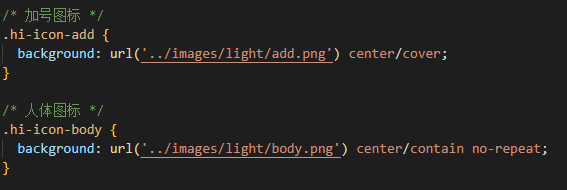 /* 加号图标 */
.hi-icon-add {
  background: url('../images/light/add.png') center/cover;
}
/* 人体图标 */
.hi-icon-body {
  background: url('../images/light/body.png') center/contain no-repeat;
}